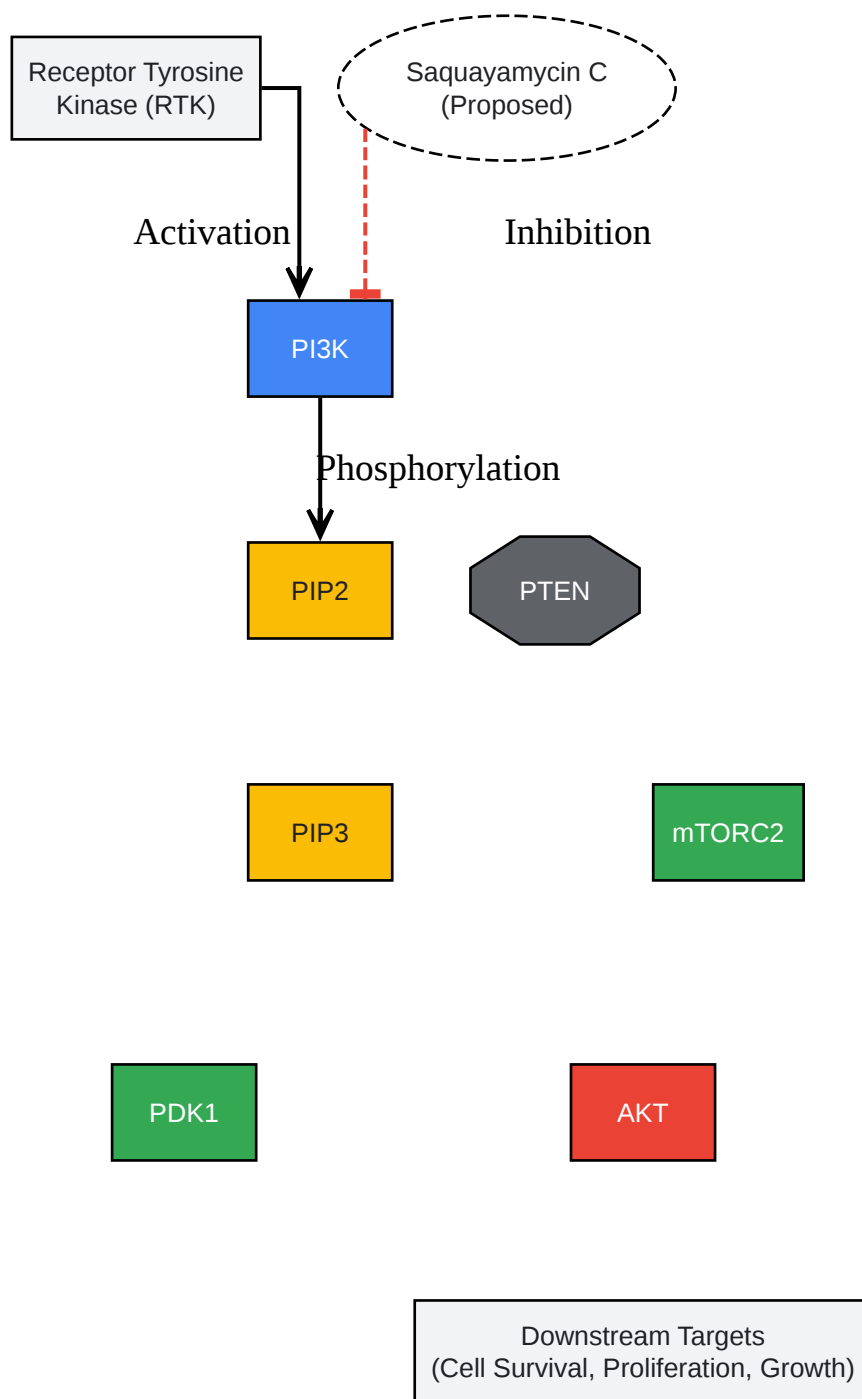 Receptor Tyrosine
Kinase (RTK)
Saquayamycin C
(Proposed)
Activation
Inhibition
PI3K
Phosphorylation
PIP2
PTEN
PIP3
mTORC2
PDK1
AKT
Downstream Targets
(Cell Survival, Proliferation, Growth)